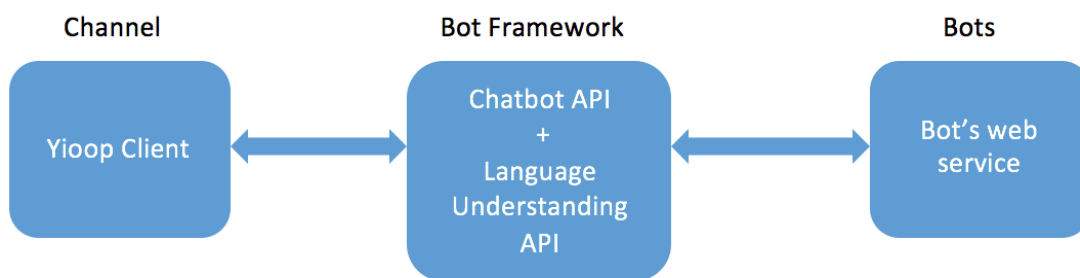 Channel
Bot Framework
Bots
Yioop Client
Chatbot API
+
Language
Understanding
API
Bot's web
service